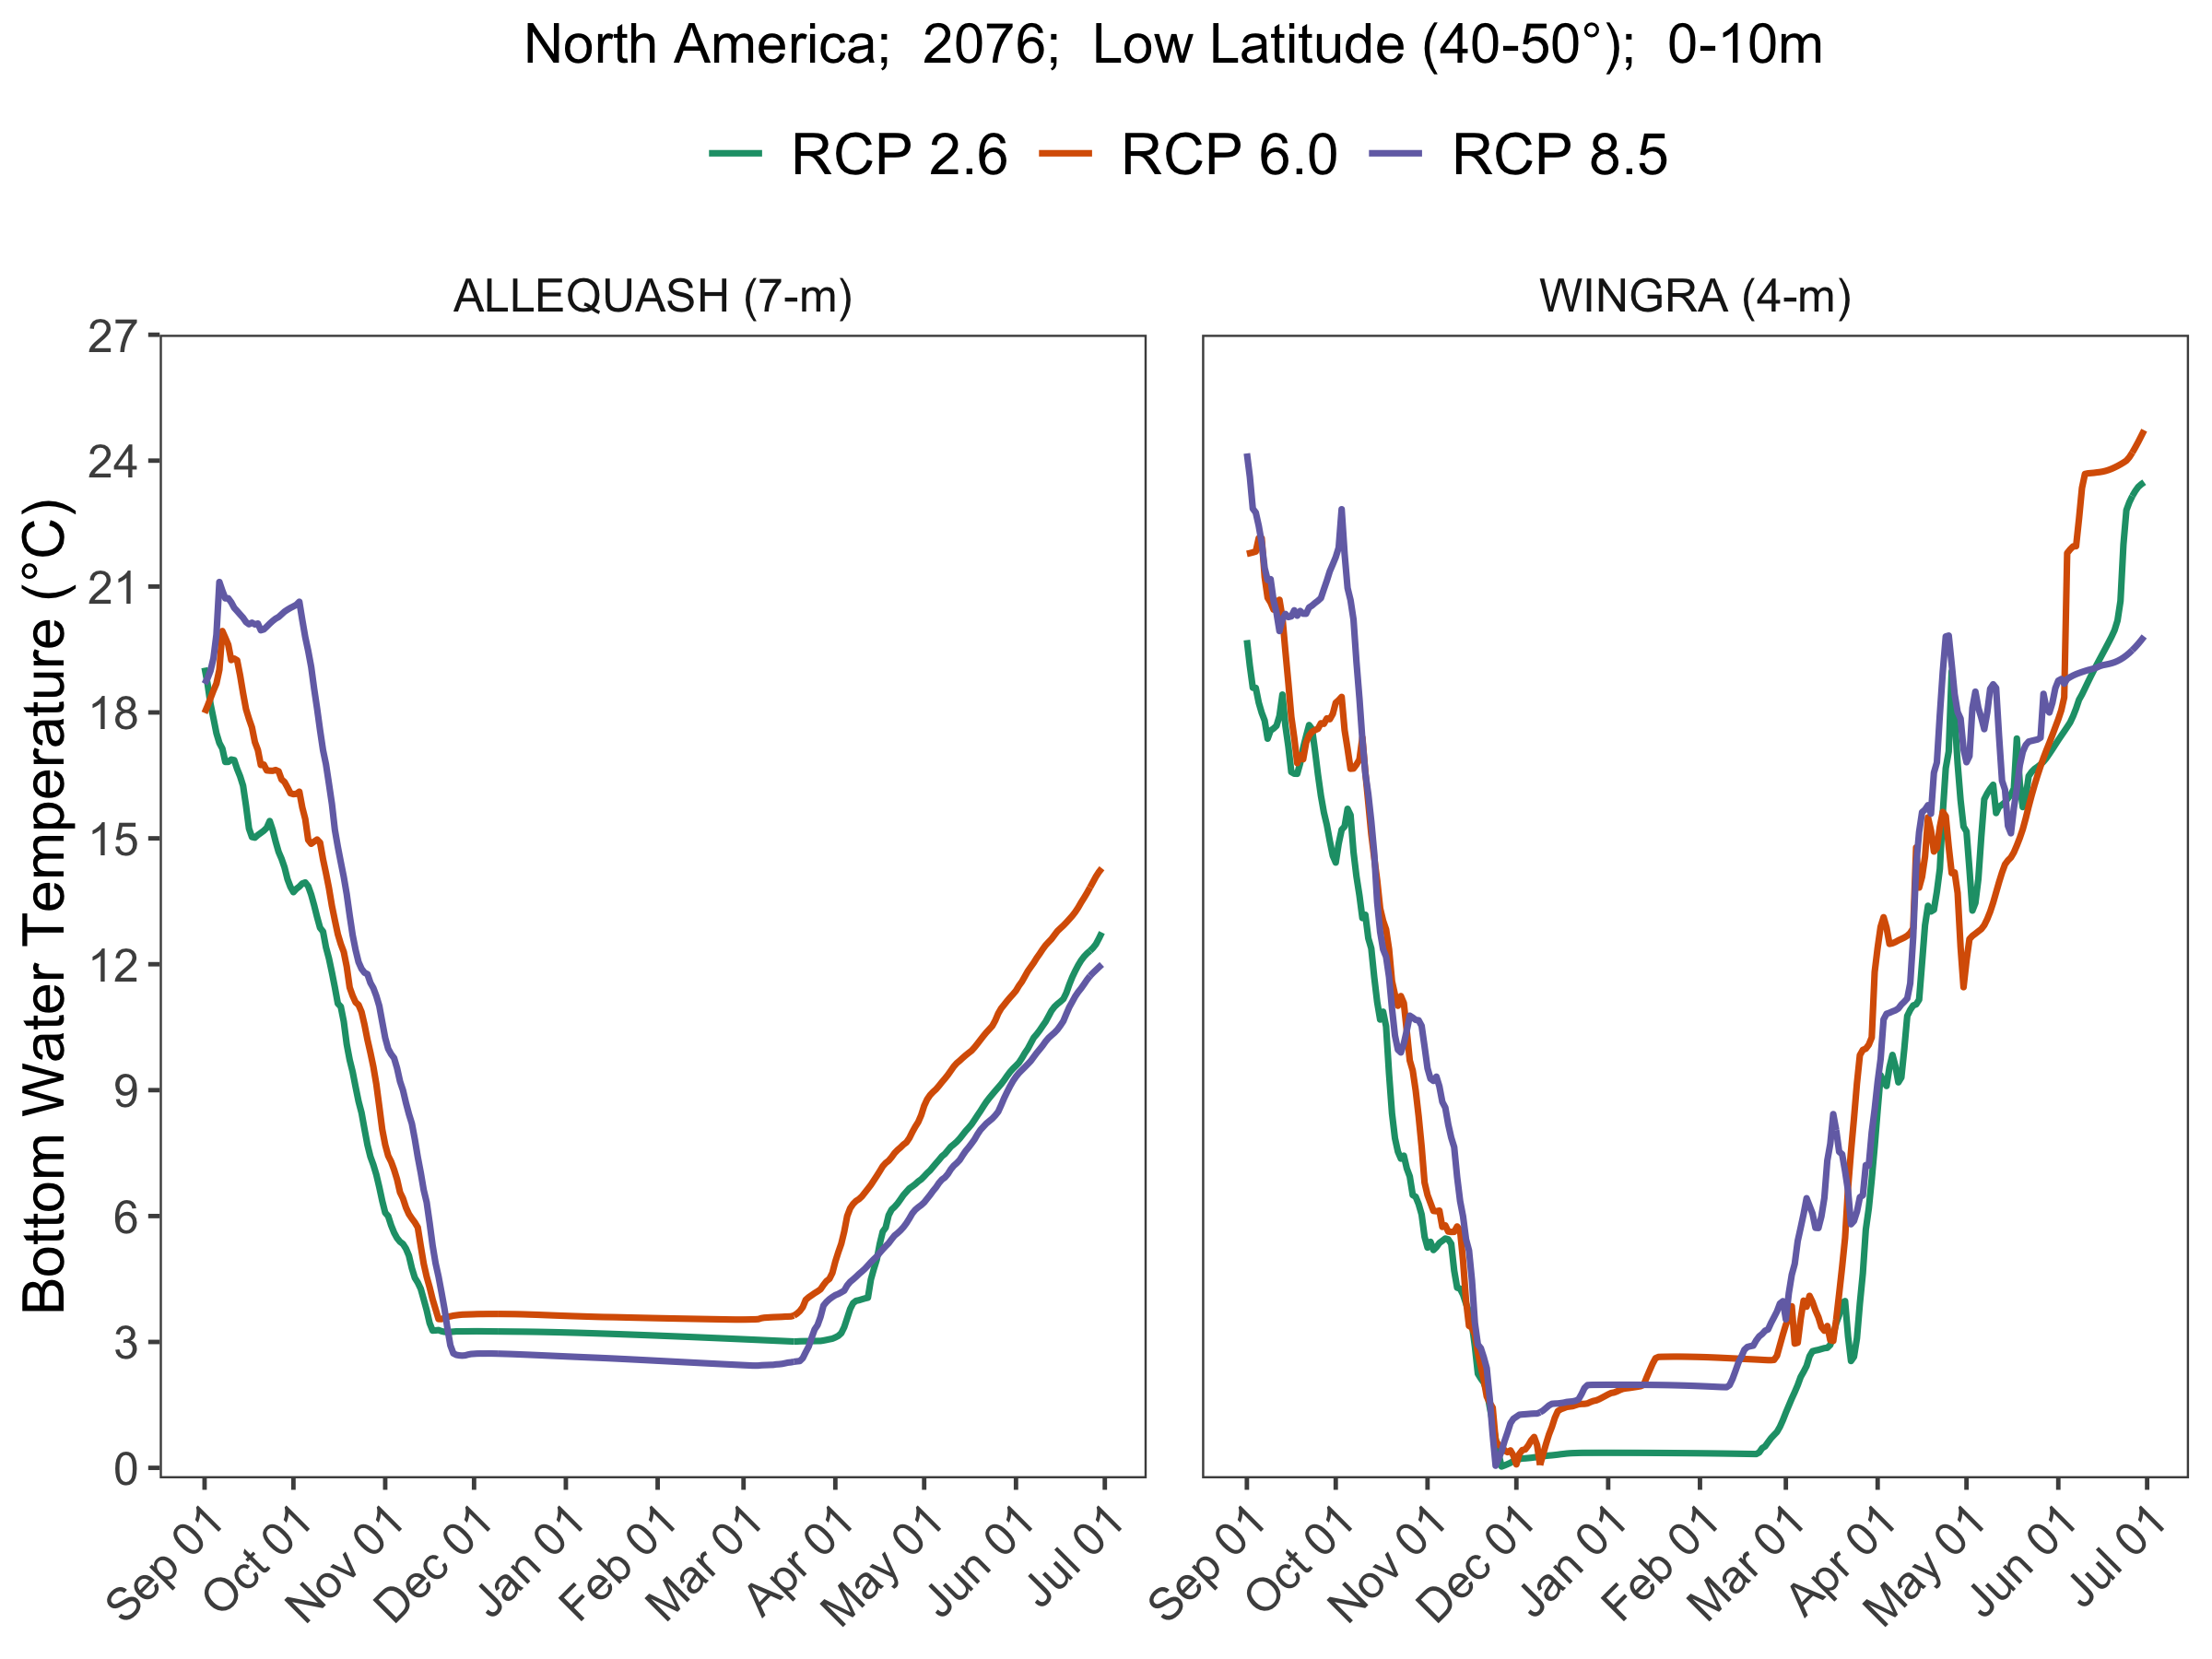 North America;  2076;  Low Latitude (40-50°);  0-10m
RCP 2.6 RCP 6.0 RCP 8.5
ALLEQUASH (7-m)
WINGRA (4-m)
Bottom Water Temperature (°C)
27
24
21
18
15
12
9
6
3
0
Sep 01 Oct 01 Nov 01 Dec 01 Jan 01 Feb 01 Mar 01 Apr 01 May 01 Jun 01 Jul 01
Sep 01 Oct 01 Nov 01 Dec 01 Jan 01 Feb 01 Mar 01 Apr 01 May 01 Jun 01 Jul 01